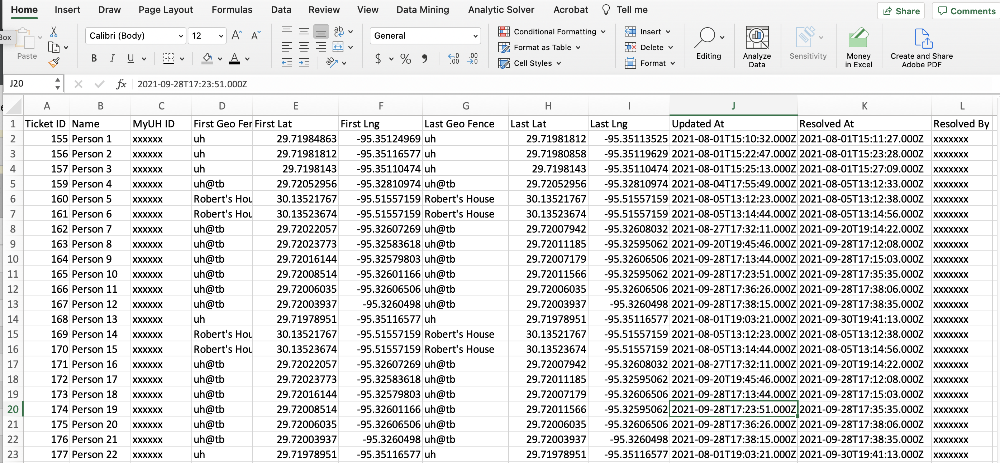 Home Insert Draw Page Layout Formulas Data Review View Data Mining Analytic Solver Acrobat Tell me Share Comments
Box Paste Calibri (Body) 12 A A ab c General Conditional Formatting Insert
Format as Table Delete Editing Analyze Data Sensitivity Money in Excel Create and Share Adobe PDF
B I U A $ % , .0 .00 .00 .0 Cell Styles Format
J20 fx 2021-09-28T17:23:51.000Z
A B C D E F G H I J K L
1 Ticket ID Name MyUH ID First Geo Fer First Lat First Lng Last Geo Fence Last Lat Last Lng Updated At Resolved At Resolved By
2 155 Person 1 xxxxxx uh 29.71984863 -95.35124969 uh 29.71981812 -95.35113525 2021-08-01T15:10:32.000Z 2021-08-01T15:11:27.000Z xxxxxxx
3 156 Person 2 xxxxxx uh 29.71981812 -95.35116577 uh 29.71980858 -95.35119629 2021-08-01T15:22:47.000Z 2021-08-01T15:23:28.000Z xxxxxxx
4 157 Person 3 xxxxxx uh 29.7198143 -95.35110474 uh 29.7198143 -95.35110474 2021-08-01T15:25:13.000Z 2021-08-01T15:27:09.000Z xxxxxxx
5 159 Person 4 xxxxxx uh@tb 29.72052956 -95.32810974 uh@tb 29.72052956 -95.32810974 2021-08-04T17:55:49.000Z 2021-08-05T13:12:33.000Z xxxxxxx
6 160 Person 5 xxxxxx Robert's Hou 30.13521767 -95.51557159 Robert's House 30.13521767 -95.51557159 2021-08-05T13:12:23.000Z 2021-08-05T13:12:38.000Z xxxxxxx
7 161 Person 6 xxxxxx Robert's Hou 30.13523674 -95.51557159 Robert's House 30.13523674 -95.51557159 2021-08-05T13:14:44.000Z 2021-08-05T13:14:56.000Z xxxxxxx
8 162 Person 7 xxxxxx uh@tb 29.72022057 -95.32607269 uh@tb 29.72007942 -95.32608032 2021-08-27T17:32:11.000Z 2021-09-20T19:14:22.000Z xxxxxxx
9 163 Person 8 xxxxxx uh@tb 29.72023773 -95.32583618 uh@tb 29.72011185 -95.32595062 2021-09-20T19:45:46.000Z 2021-09-28T17:12:08.000Z xxxxxxx
10 164 Person 9 xxxxxx uh@tb 29.72016144 -95.32579803 uh@tb 29.72007179 -95.32606506 2021-09-28T17:13:44.000Z 2021-09-28T17:15:03.000Z xxxxxxx
11 165 Person 10 xxxxxx uh@tb 29.72008514 -95.32601166 uh@tb 29.72011566 -95.32595062 2021-09-28T17:23:51.000Z 2021-09-28T17:35:35.000Z xxxxxxx
12 166 Person 11 xxxxxx uh@tb 29.72006035 -95.32606506 uh@tb 29.72006035 -95.32606506 2021-09-28T17:36:26.000Z 2021-09-28T17:38:06.000Z xxxxxxx
13 167 Person 12 xxxxxx uh@tb 29.72003937 -95.3260498 uh@tb 29.72003937 -95.3260498 2021-09-28T17:38:15.000Z 2021-09-28T17:38:35.000Z xxxxxxx
14 168 Person 13 xxxxxx uh 29.71978951 -95.35116577 uh 29.71978951 -95.35116577 2021-08-01T19:03:21.000Z 2021-09-30T19:41:13.000Z xxxxxxx
15 169 Person 14 xxxxxx Robert's Hou 30.13521767 -95.51557159 Robert's House 30.13521767 -95.51557159 2021-08-05T13:12:23.000Z 2021-08-05T13:12:38.000Z xxxxxxx
16 170 Person 15 xxxxxx Robert's Hou 30.13523674 -95.51557159 Robert's House 30.13523674 -95.51557159 2021-08-05T13:14:44.000Z 2021-08-05T13:14:56.000Z xxxxxxx
17 171 Person 16 xxxxxx uh@tb 29.72022057 -95.32607269 uh@tb 29.72007942 -95.32608032 2021-08-27T17:32:11.000Z 2021-09-20T19:14:22.000Z xxxxxxx
18 172 Person 17 xxxxxx uh@tb 29.72023773 -95.32583618 uh@tb 29.72011185 -95.32595062 2021-09-20T19:45:46.000Z 2021-09-28T17:12:08.000Z xxxxxxx
19 173 Person 18 xxxxxx uh@tb 29.72016144 -95.32579803 uh@tb 29.72007179 -95.32606506 2021-09-28T17:13:44.000Z 2021-09-28T17:15:03.000Z xxxxxxx
20 174 Person 19 xxxxxx uh@tb 29.72008514 -95.32601166 uh@tb 29.72011566 -95.32595062 2021-09-28T17:23:51.000Z 2021-09-28T17:35:35.000Z xxxxxxx
21 175 Person 20 xxxxxx uh@tb 29.72006035 -95.32606506 uh@tb 29.72006035 -95.32606506 2021-09-28T17:36:26.000Z 2021-09-28T17:38:06.000Z xxxxxxx
22 176 Person 21 xxxxxx uh@tb 29.72003937 -95.3260498 uh@tb 29.72003937 -95.3260498 2021-09-28T17:38:15.000Z 2021-09-28T17:38:35.000Z xxxxxxx
23 177 Person 22 xxxxxx uh 29.71978951 -95.35116577 uh 29.71978951 -95.35116577 2021-08-01T19:03:21.000Z 2021-09-30T19:41:13.000Z xxxxxxx